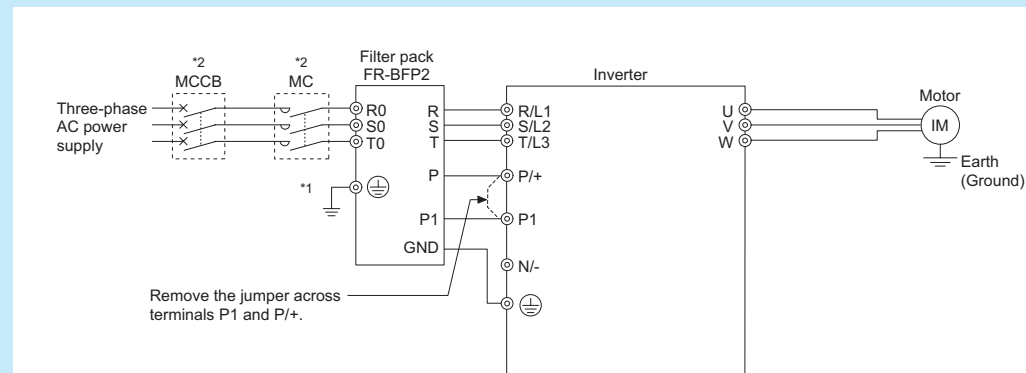 Filter pack
FR-BFP2
*2
MCCB
*2
MC
Inverter
Three-phase
AC power
supply
R0
S0
T0
R
S
T
R/L1
S/L2
T/L3
U
V
W
Motor
IM
Earth
(Ground)
*1
P
P/+
P1
P1
GND
N/-
Remove the jumper across
terminals P1 and P/+.